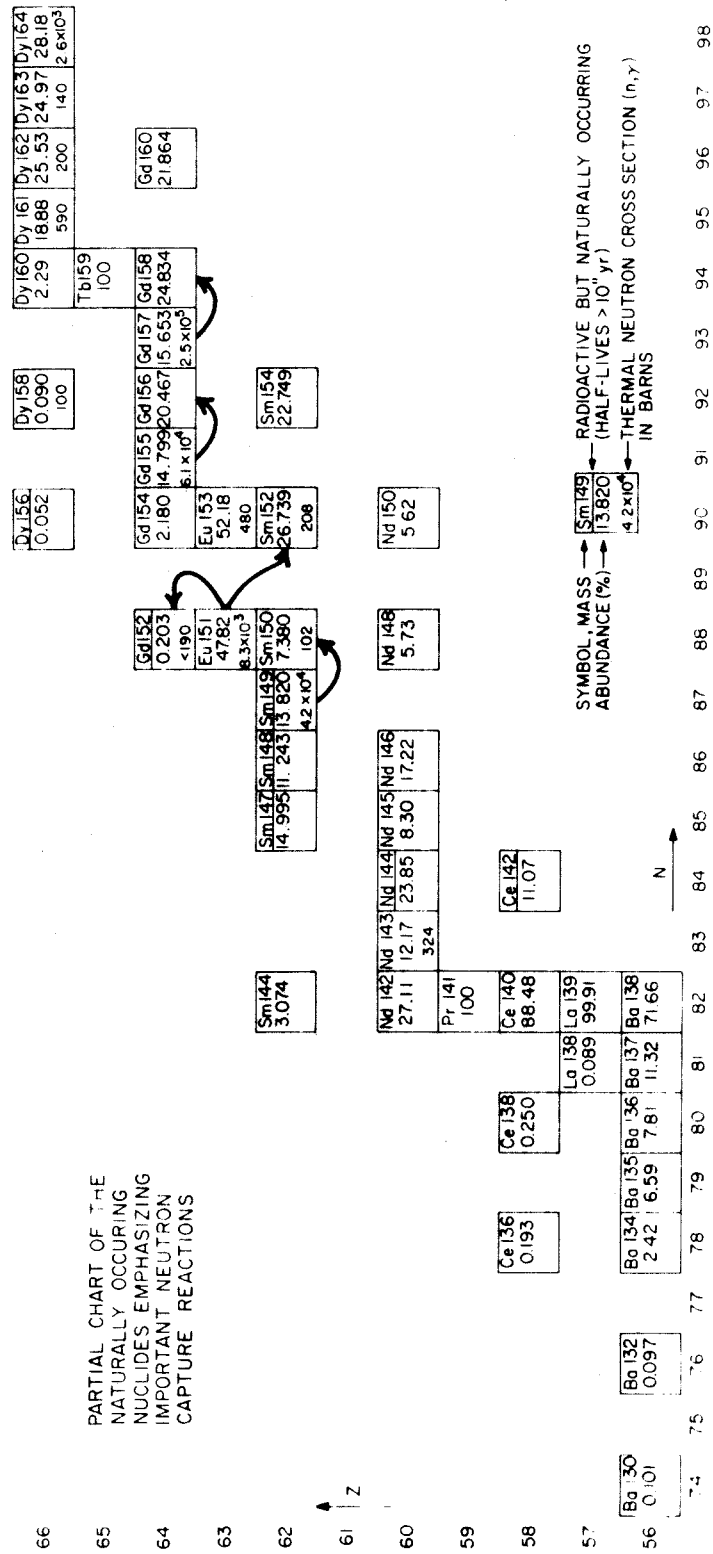 PARTIAL CHART OF THE
NATURALLY OCCURING
NUCLIDES EMPHASIZING
IMPORTANT NEUTRON
CAPTURE REACTIONS
66
Dy 156
0.052
Dy 158
0.090
100
Dy 160
2.29
Dy 161
18.88
590
Dy 162
25.53
200
Dy 163
24.97
140
Dy 164
28.18
2.6x10³
65
Tb 159
100
64
Gd 152
0.203
<190
Gd 154
2.180
Gd 155
14.799
6.1 x 10⁴
Gd 156
20.467
Gd 157
15.653
2.5x10⁵
Gd 158
24.834
Gd 160
21.864
63
Eu 151
47.82
8.3x10³
Eu 153
52.18
480
62
Sm 144
3.074
Sm 147
14.995
Sm 148
11.243
Sm 149
13.820
4.2 x 10⁴
Sm 150
7.380
102
Sm 152
26.739
208
Sm 154
22.749
61
Z
60
Nd 142
27.11
Nd 143
12.17
324
Nd 144
23.85
Nd 145
8.30
Nd 146
17.22
Nd 148
5.73
Nd 150
5.62
59
Pr 141
100
58
Ce 136
0.193
Ce 138
0.250
Ce 140
88.48
Ce 142
11.07
57
La 138
0.089
La 139
99.91
56
Ba 130
0.101
Ba 132
0.097
Ba 134
2.42
Ba 135
6.59
Ba 136
7.81
Ba 137
11.32
Ba 138
71.66
SYMBOL, MASS
ABUNDANCE (%)
Sm 149
13.820
4.2x10⁴
RADIOACTIVE BUT NATURALLY OCCURRING
(HALF-LIVES > 10¹¹ yr)
THERMAL NEUTRON CROSS SECTION (n,γ)
IN BARNS
N
74 75 76 77 78 79 80 81 82 83 84 85 86 87 88 89 90 91 92 93 94 95 96 97 98